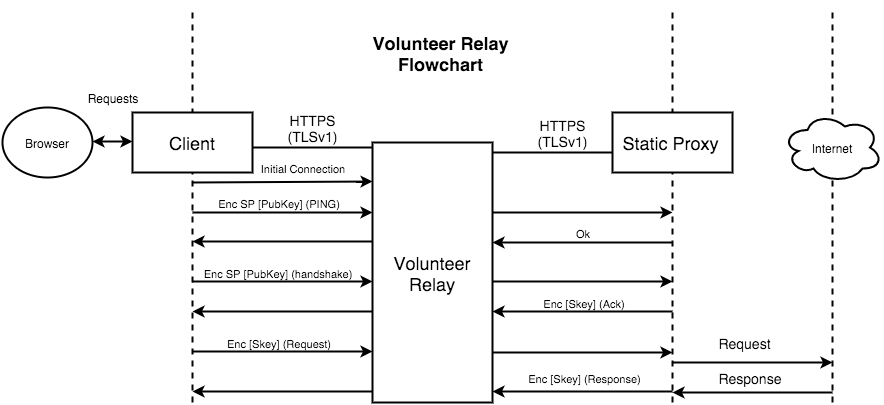 Volunteer Relay
Flowchart
Requests
Browser
Client
HTTPS
(TLSv1)
HTTPS
(TLSv1)
Static Proxy
Internet
Initial Connection
Enc SP [PubKey] (PING)
Ok
Volunteer
Relay
Enc SP [PubKey] (handshake)
Enc [Skey] (Ack)
Enc [Skey] (Request)
Request
Enc [Skey] (Response)
Response